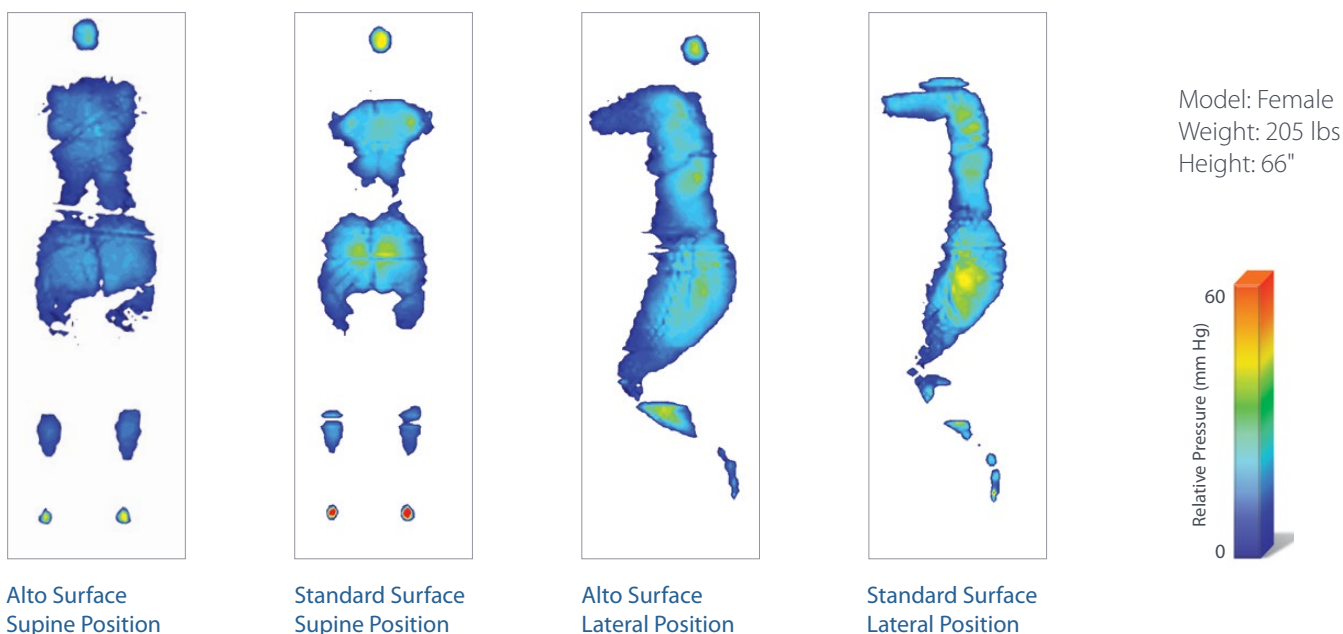 Model: Female
Weight: 205 lbs
Height: 66"
60
Relative Pressure (mm Hg)
0
Alto Surface
Supine Position
Standard Surface
Supine Position
Alto Surface
Lateral Position
Standard Surface
Lateral Position